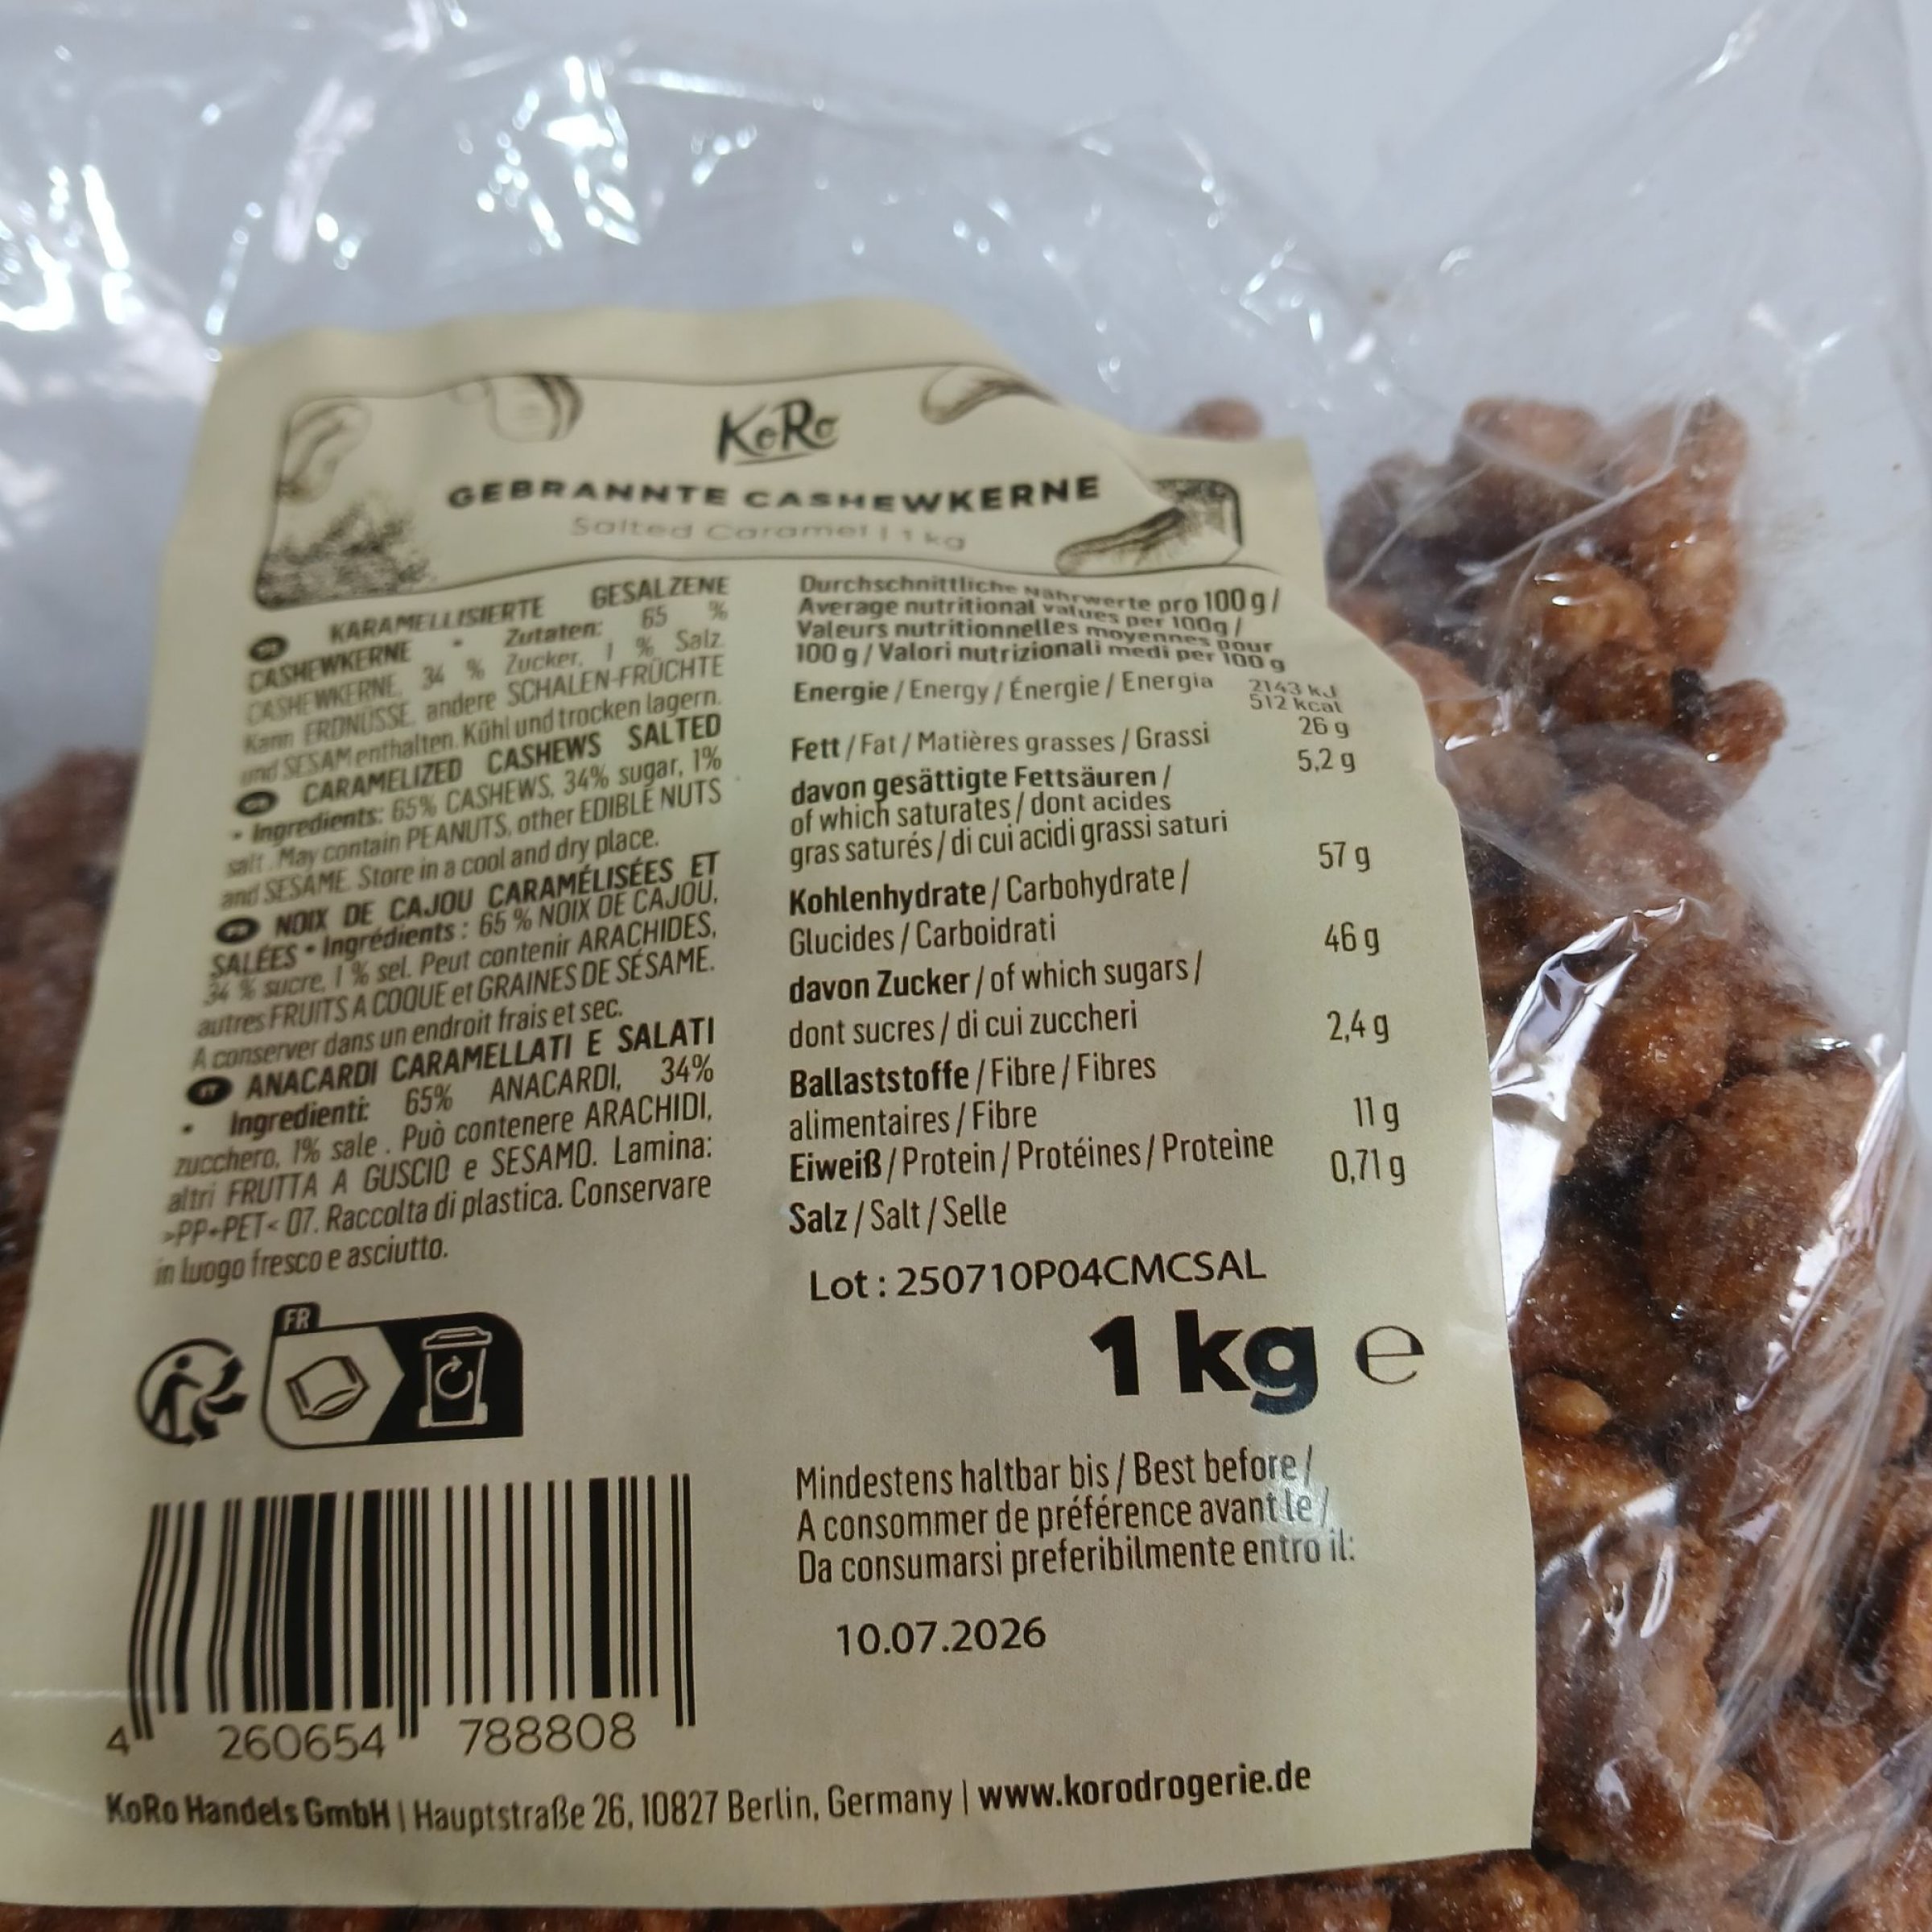 KoRo
GEBRANNTE CASHEWKERNE
Salted Caramel | 1 kg
DE KARAMELLISIERTE GESALZENE
CASHEWKERNE • Zutaten: 65 %
CASHEWKERNE, 34 % Zucker, 1 % Salz.
Kann ERDNÜSSE, andere SCHALEN-FRÜCHTE
und SESAM enthalten. Kühl und trocken lagern.
CARAMELIZED CASHEWS SALTED
• Ingredients: 65% CASHEWS, 34% sugar, 1%
salt . May contain PEANUTS, other EDIBLE NUTS
and SESAME. Store in a cool and dry place.
FR NOIX DE CAJOU CARAMÉLISÉES ET
SALÉES • Ingrédients : 65 % NOIX DE CAJOU,
34 % sucre, 1 % sel. Peut contenir ARACHIDES,
autres FRUITS A COQUE et GRAINES DE SÉSAME.
A conserver dans un endroit frais et sec.
IT ANACARDI CARAMELLATI E SALATI
• Ingredienti: 65% ANACARDI, 34%
zucchero, 1% sale . Può contenere ARACHIDI,
altri FRUTTA A GUSCIO e SESAMO. Lamina:
>PP+PET< 07. Raccolta di plastica. Conservare
in luogo fresco e asciutto.
FR
4 260654 788808
Durchschnittliche Nährwerte pro 100 g /
Average nutritional values per 100g /
Valeurs nutritionnelles moyennes pour
100 g / Valori nutrizionali medi per 100 g
Energie / Energy / Énergie / Energia 2143 kJ
512 kcal
Fett / Fat / Matières grasses / Grassi 26 g
davon gesättigte Fettsäuren / 5,2 g
of which saturates / dont acides
gras saturés / di cui acidi grassi saturi
Kohlenhydrate / Carbohydrate / 57 g
Glucides / Carboidrati
davon Zucker / of which sugars / 46 g
dont sucres / di cui zuccheri
Ballaststoffe / Fibre / Fibres 2,4 g
alimentaires / Fibre
Eiweiß / Protein / Protéines / Proteine 11 g
Salz / Salt / Selle 0,71 g
Lot : 250710P04CMCSAL
1 kg e
Mindestens haltbar bis / Best before /
A consommer de préférence avant le /
Da consumarsi preferibilmente entro il:
10.07.2026
KoRo Handels GmbH | Hauptstraße 26, 10827 Berlin, Germany | www.korodrogerie.de